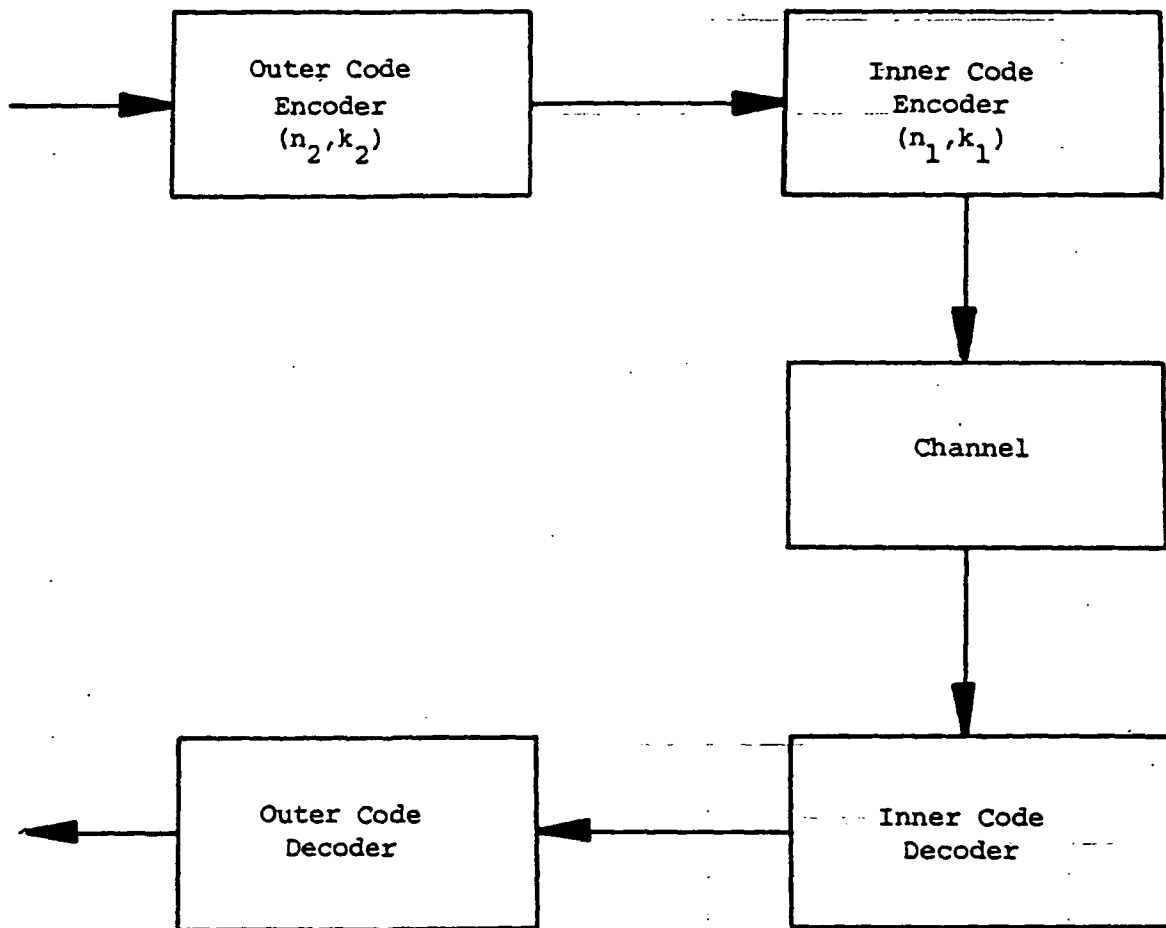 Outer Code
Encoder
(n₂,k₂)
Inner Code
Encoder
(n₁,k₁)
Channel
Outer Code
Decoder
Inner Code
Decoder